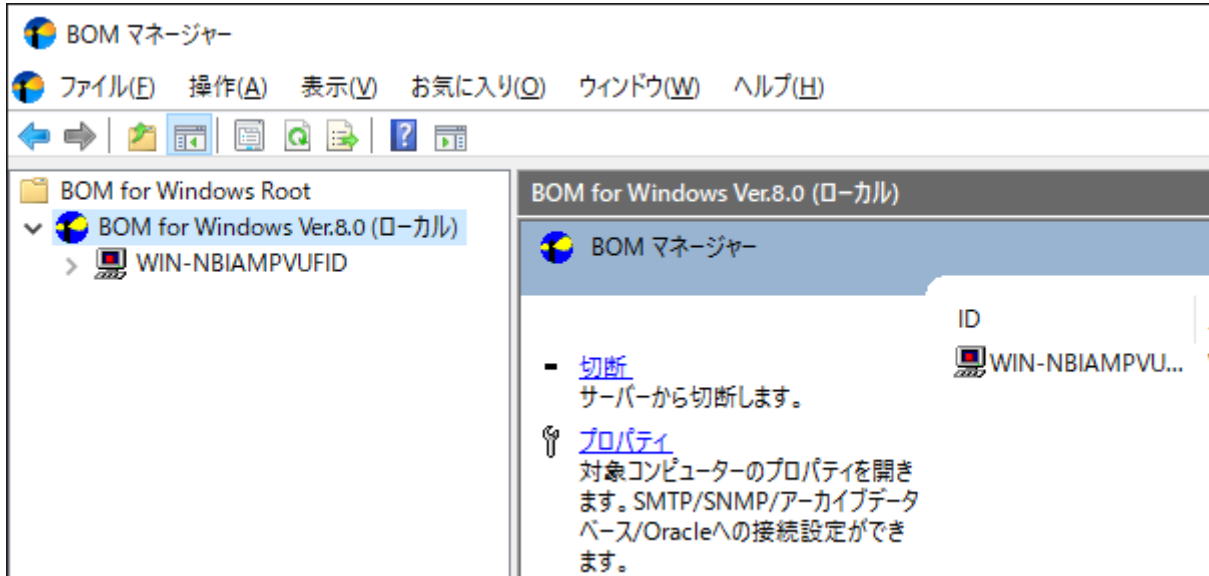 BOM マネージャー
ファイル(F) 操作(A) 表示(V) お気に入り(O) ウィンドウ(W) ヘルプ(H)
BOM for Windows Root
BOM for Windows Ver.8.0 (ローカル)
WIN-NBIAMPVUFID
BOM for Windows Ver.8.0 (ローカル)
BOM マネージャー
切断
サーバーから切断します。
プロパティ
対象コンピューターのプロパティを開き
ます。SMTP/SNMP/アーカイブデータ
ベース/Oracleへの接続設定ができ
ます。
ID
WIN-NBIAMPVU...